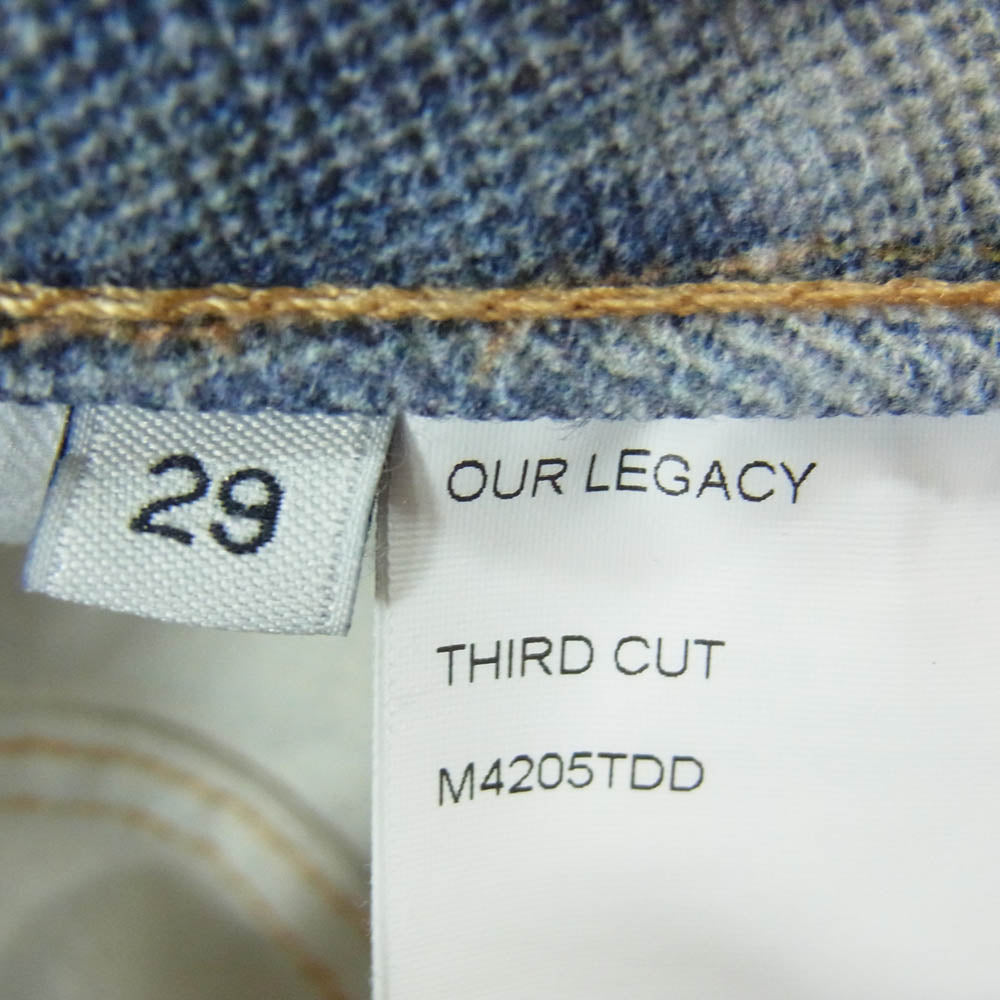 29
OUR LEGACY
THIRD CUT
M4205TDD